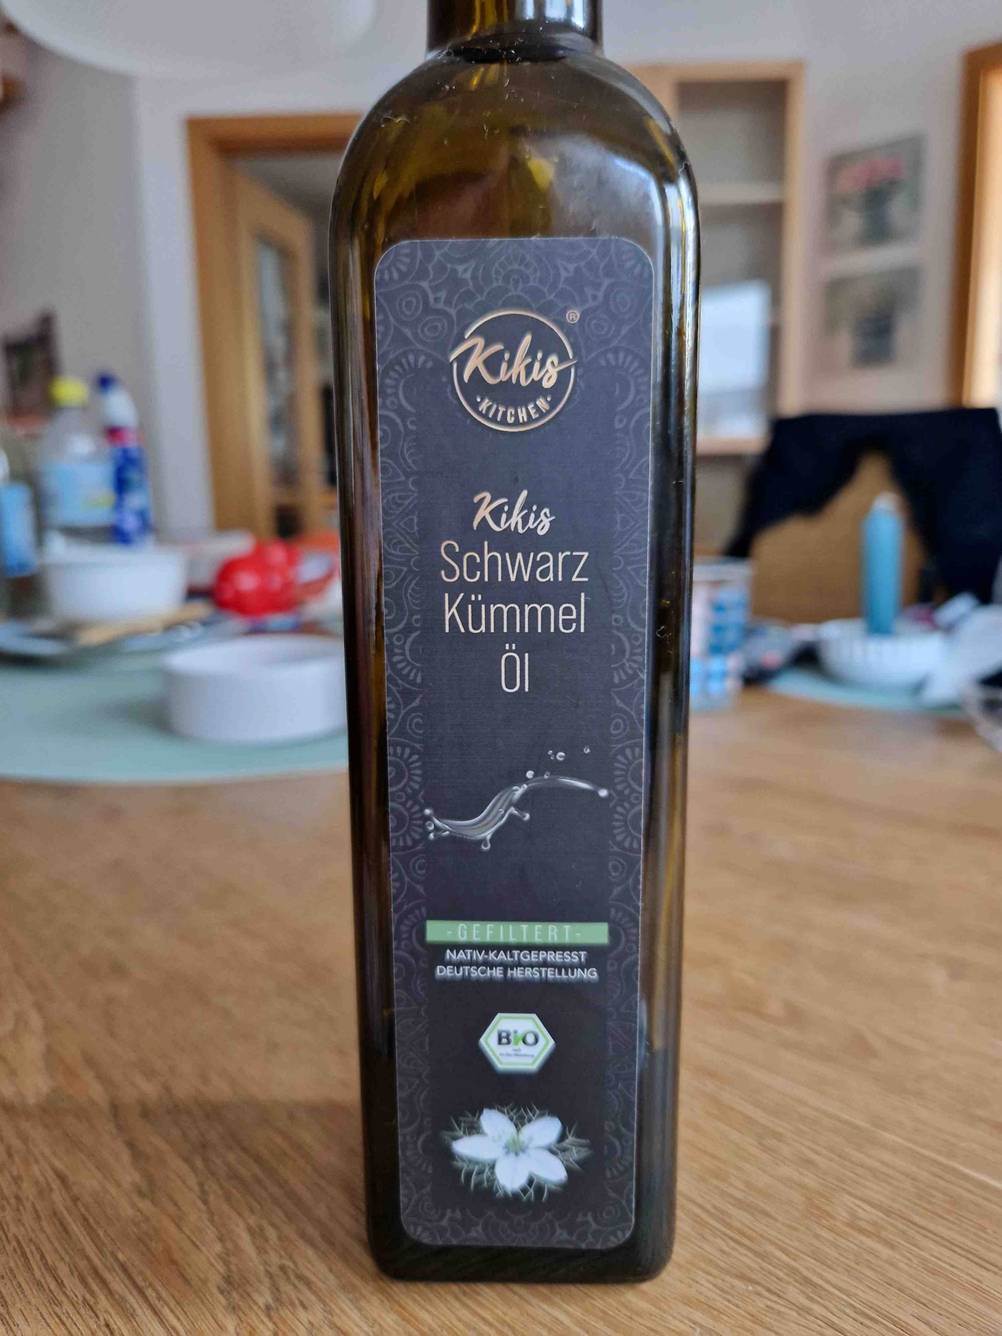 Kikis
®
·KITCHEN·
Kikis
Schwarz
Kümmel
Öl
-GEFILTERT-
NATIV-KALTGEPRESST
DEUTSCHE HERSTELLUNG
BiO